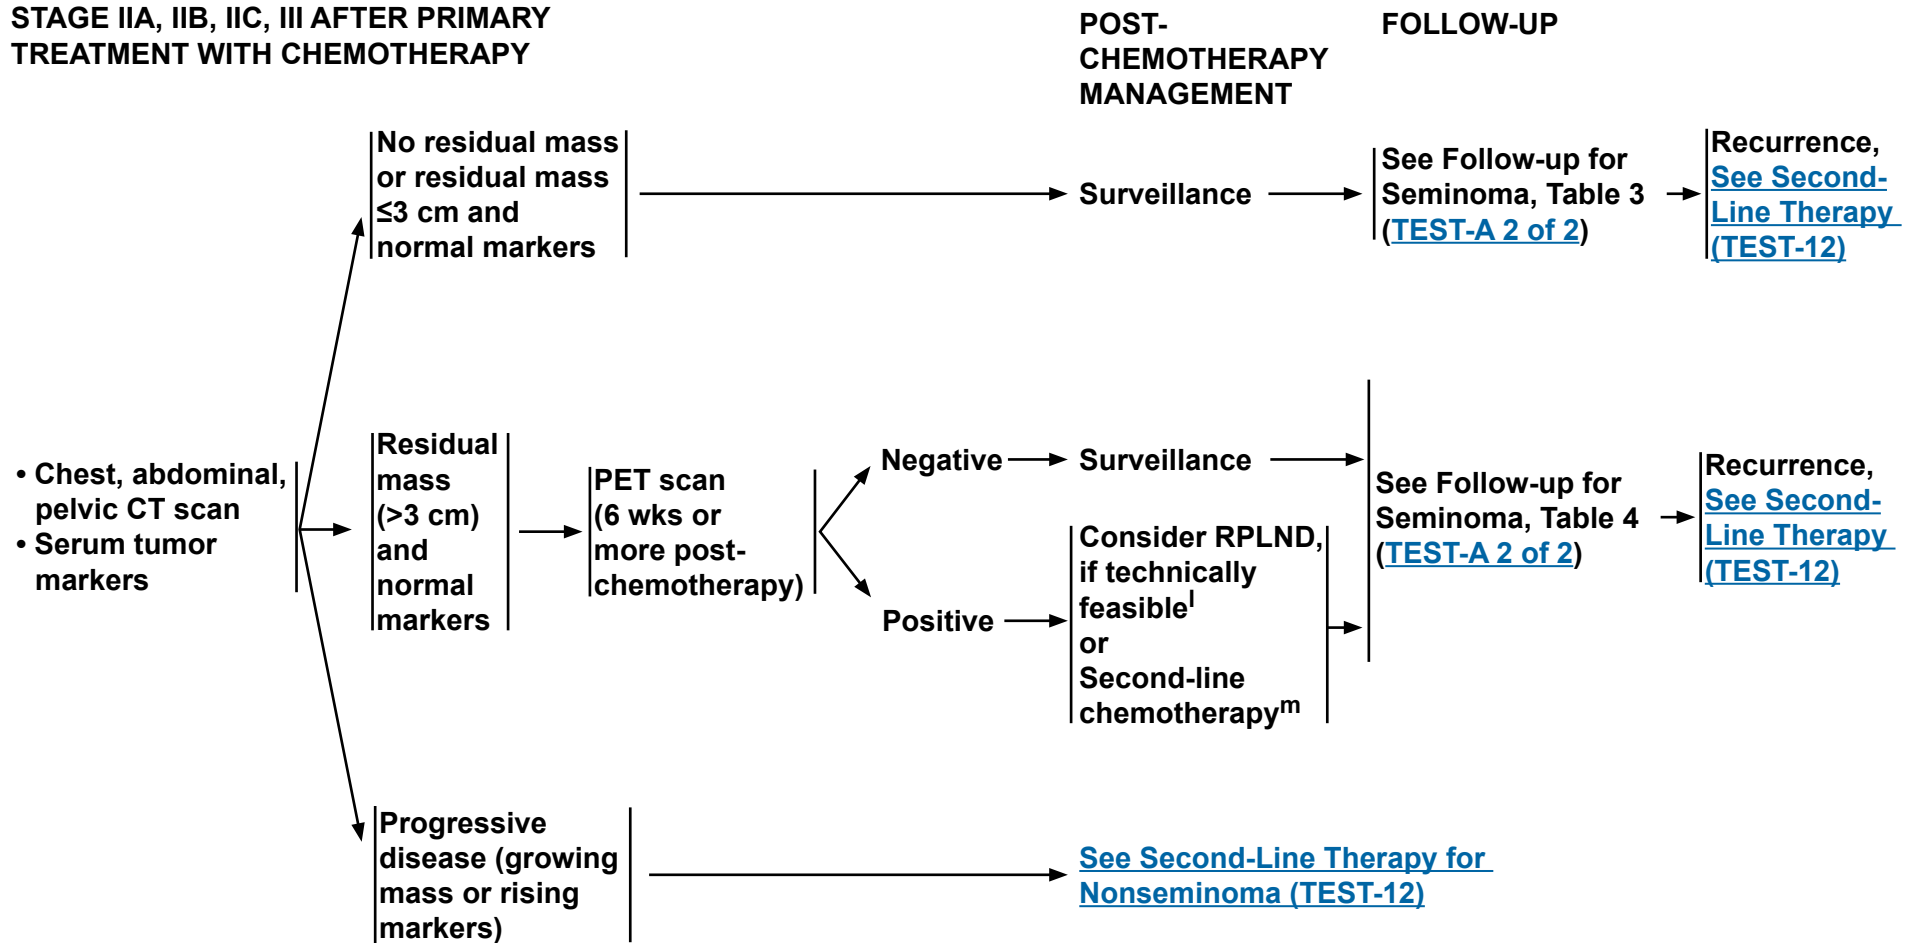 STAGE IIA, IIB, IIC, III AFTER PRIMARY
TREATMENT WITH CHEMOTHERAPY
POST-
CHEMOTHERAPY
MANAGEMENT
FOLLOW-UP
No residual mass
or residual mass
≤3 cm and
normal markers
Surveillance
See Follow-up for
Seminoma, Table 3
(TEST-A 2 of 2)
Recurrence,
See Second-
Line Therapy
(TEST-12)
• Chest, abdominal,
pelvic CT scan
• Serum tumor
markers
Residual
mass
(>3 cm)
and
normal
markers
PET scan
(6 wks or
more post-
chemotherapy)
Negative
Surveillance
Positive
Consider RPLND,
if technically
feasible^l
or
Second-line
chemotherapy^m
See Follow-up for
Seminoma, Table 4
(TEST-A 2 of 2)
Recurrence,
See Second-
Line Therapy
(TEST-12)
Progressive
disease (growing
mass or rising
markers)
See Second-Line Therapy for
Nonseminoma (TEST-12)